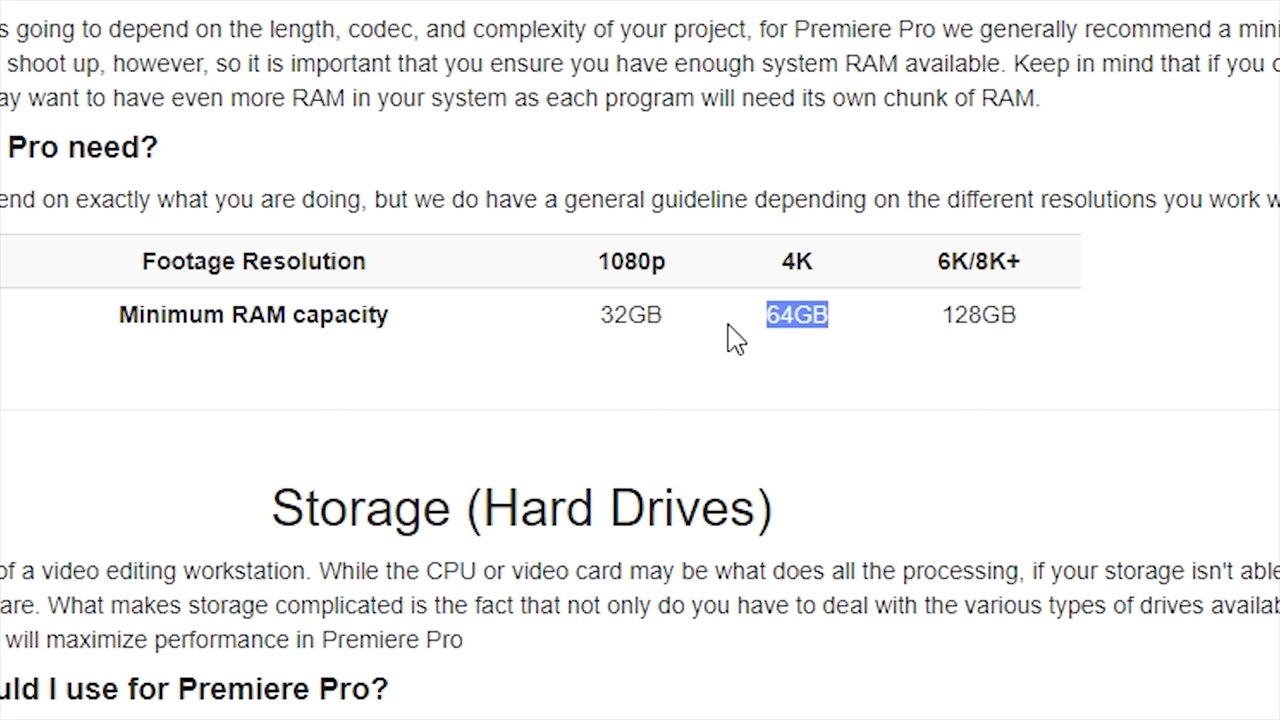 s going to depend on the length, codec, and complexity of your project, for Premiere Pro we generally recommend a
shoot up, however, so it is important that you ensure you have enough system RAM available. Keep in mind that if you
ay want to have even more RAM in your system as each program will need its own chunk of RAM.
Pro need?
end on exactly what you are doing, but we do have a general guideline depending on the different resolutions you work
Footage Resolution 1080p 4K 6K/8K+
Minimum RAM capacity 32GB 64GB 128GB
Storage (Hard Drives)
of a video editing workstation. While the CPU or video card may be what does all the processing, if your storage isn't able
are. What makes storage complicated is the fact that not only do you have to deal with the various types of drives
will maximize performance in Premiere Pro
uld I use for Premiere Pro?